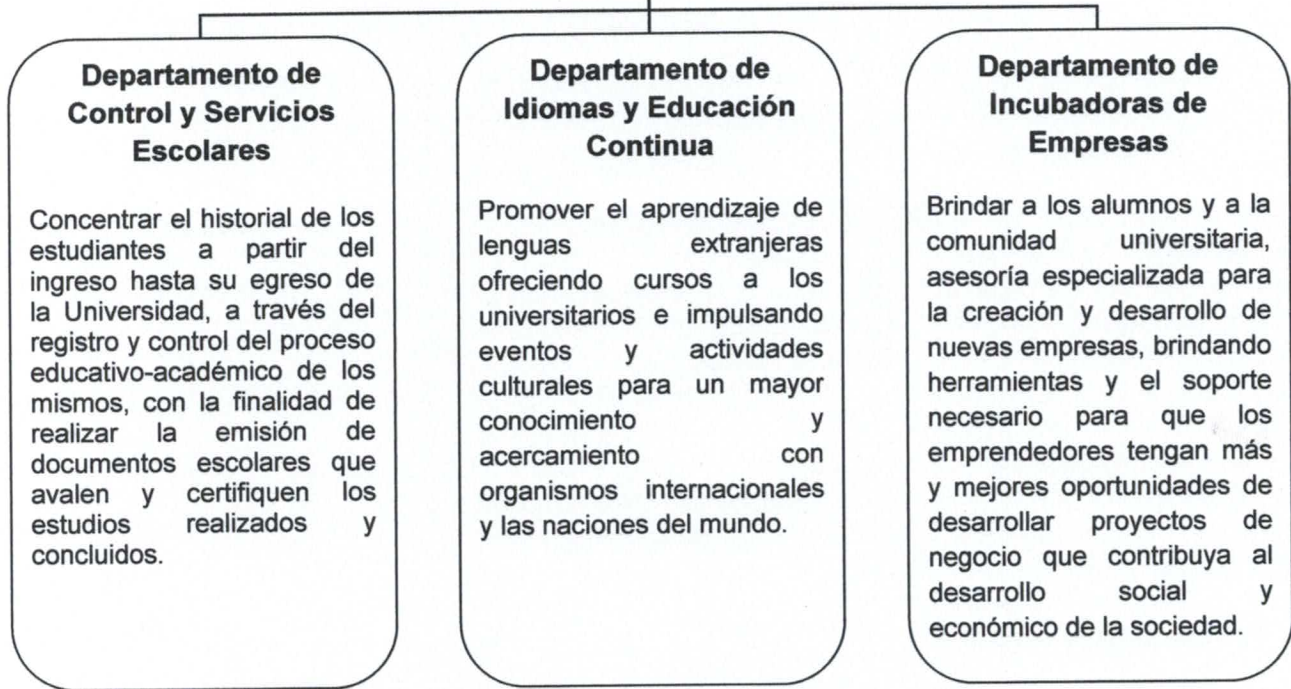 Departamento de
Control y Servicios
Escolares
Concentrar el historial de los
estudiantes a partir del
ingreso hasta su egreso de
la Universidad, a través del
registro y control del proceso
educativo-académico de los
mismos, con la finalidad de
realizar la emisión de
documentos escolares que
avalen y certifiquen los
estudios realizados y
concluidos.
Departamento de
Idiomas y Educación
Continua
Promover el aprendizaje de
lenguas extranjeras
ofreciendo cursos a los
universitarios e impulsando
eventos y actividades
culturales para un mayor
conocimiento y
acercamiento con
organismos internacionales
y las naciones del mundo.
Departamento de
Incubadoras de
Empresas
Brindar a los alumnos y a la
comunidad universitaria,
asesoría especializada para
la creación y desarrollo de
nuevas empresas, brindando
herramientas y el soporte
necesario para que los
emprendedores tengan más
y mejores oportunidades de
desarrollar proyectos de
negocio que contribuya al
desarrollo social y
económico de la sociedad.